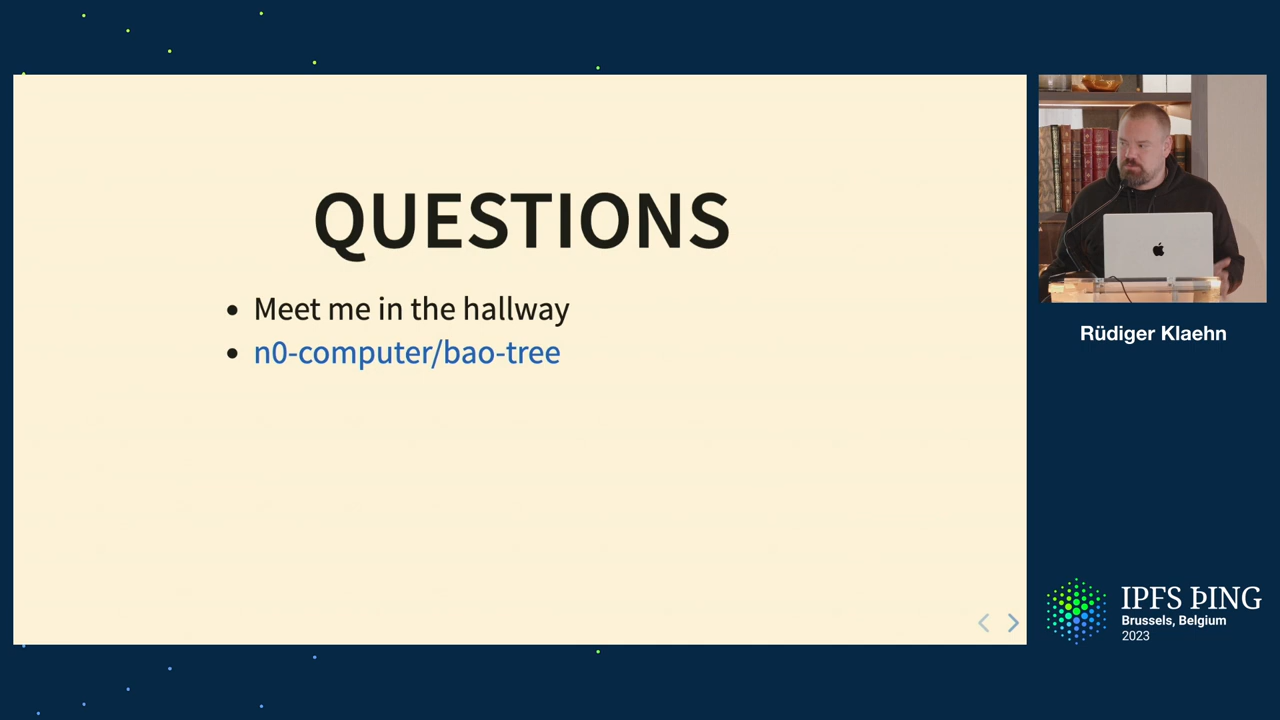 QUESTIONS
Meet me in the hallway
n0-computer/bao-tree
Rüdiger Klaehn
IPFS ÞING
Brussels, Belgium
2023